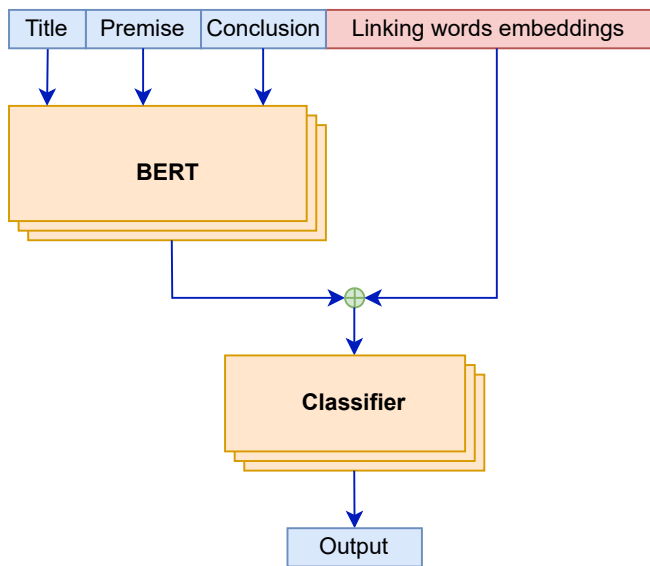 Title Premise Conclusion Linking words embeddings
BERT
Classifier
Output